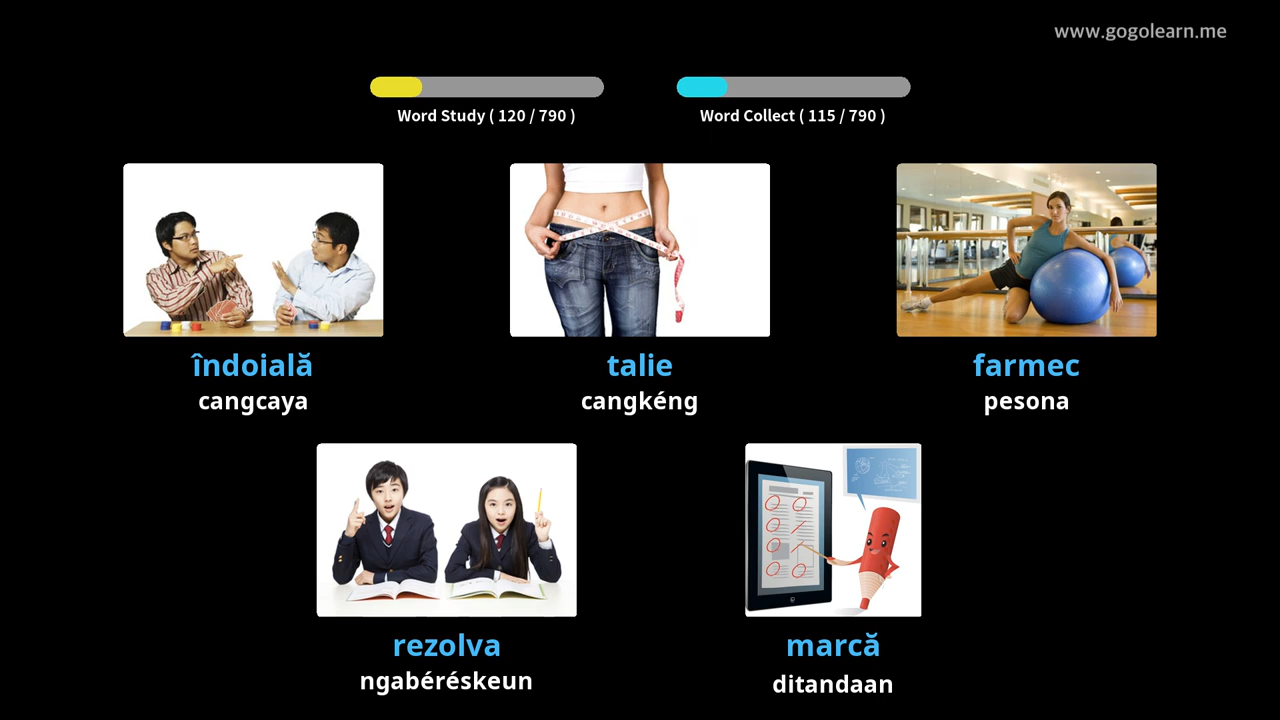 www.gogolearn.me
Word Study ( 120 / 790 )
Word Collect ( 115 / 790 )
îndoială
cangcaya
talie
cangkéng
farmec
pesona
rezolva
ngabéréskeun
marcă
ditandaan